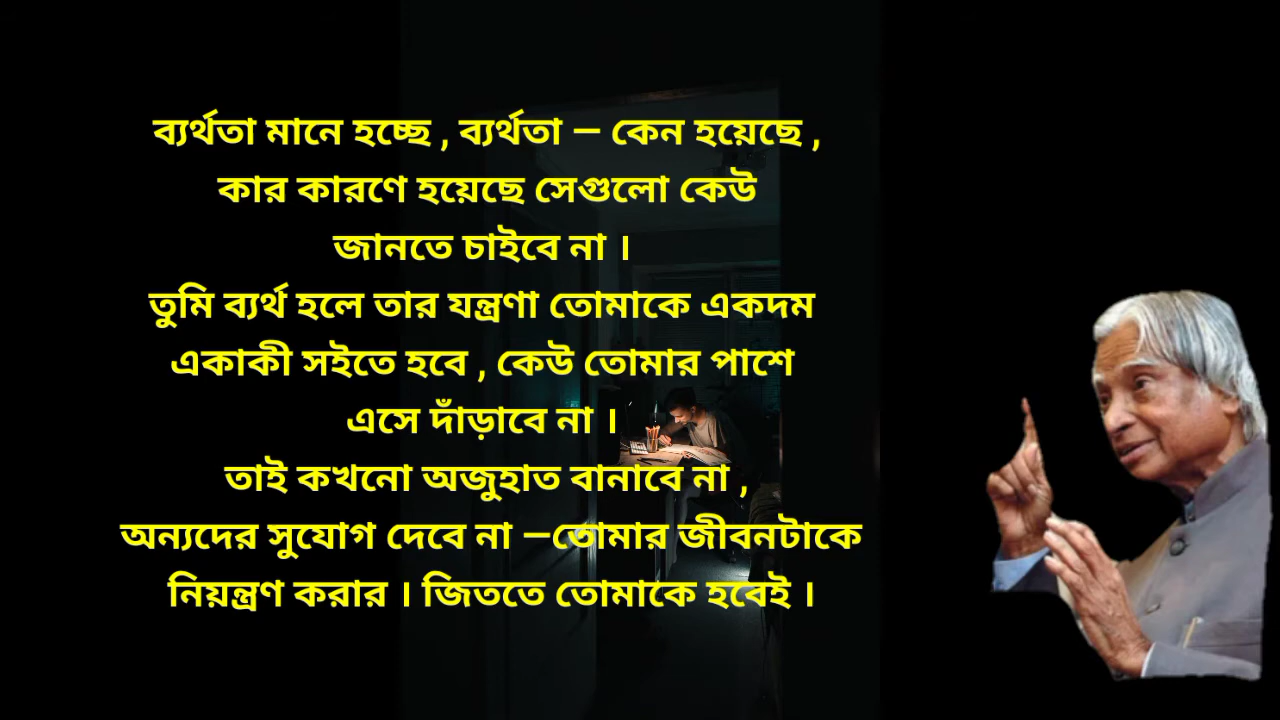 ব্যর্থতা মানে হচ্ছে , ব্যর্থতা — কেন হয়েছে ,
কার কারণে হয়েছে সেগুলো কেউ
জানতে চাইবে না ।
তুমি ব্যর্থ হলে তার যন্ত্রণা তোমাকে একদম
একাকী সইতে হবে , কেউ তোমার পাশে
এসে দাঁড়াবে না ।
তাই কখনো অজুহাত বানাবে না ,
অন্যদের সুযোগ দেবে না —তোমার জীবনটাকে
নিয়ন্ত্রণ করার । জিততে তোমাকে হবেই ।